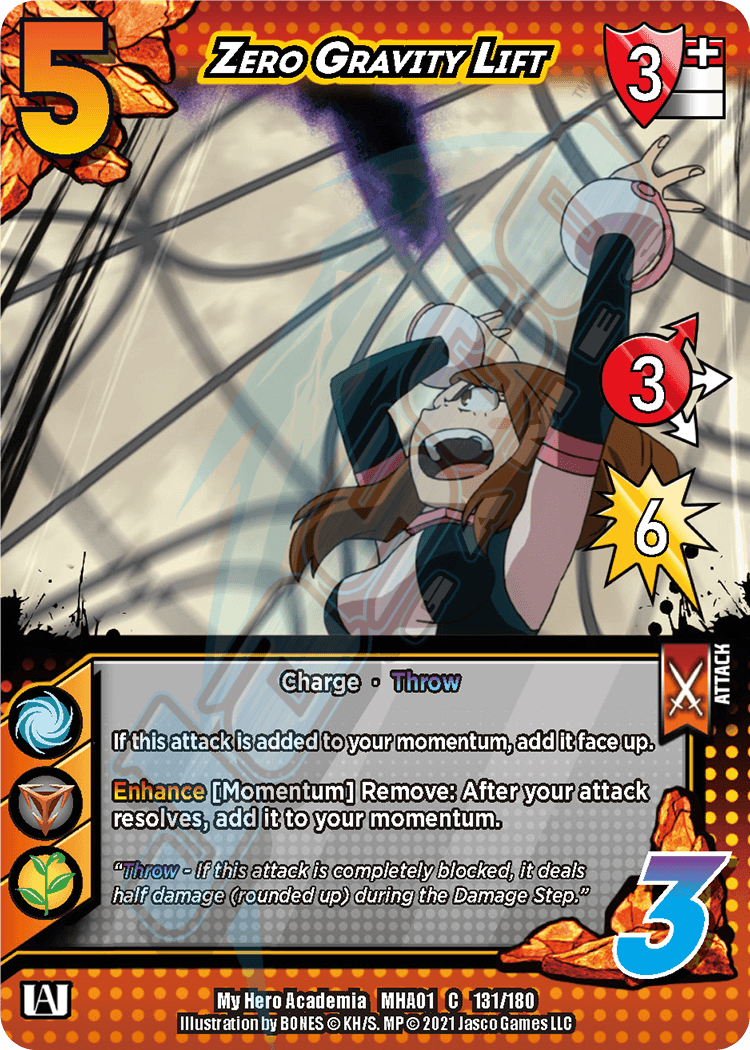 5
Zero Gravity Lift
3
+
TM
3
6
ATTACK
Charge • Throw
If this attack is added to your momentum, add it face up.
Enhance [Momentum] Remove: After your attack
resolves, add it to your momentum.
“Throw - If this attack is completely blocked, it deals
half damage (rounded up) during the Damage Step.”
3
UA
My Hero Academia MHA01 C 131/180
Illustration by BONES © KH/S. MP © 2021 Jasco Games LLC